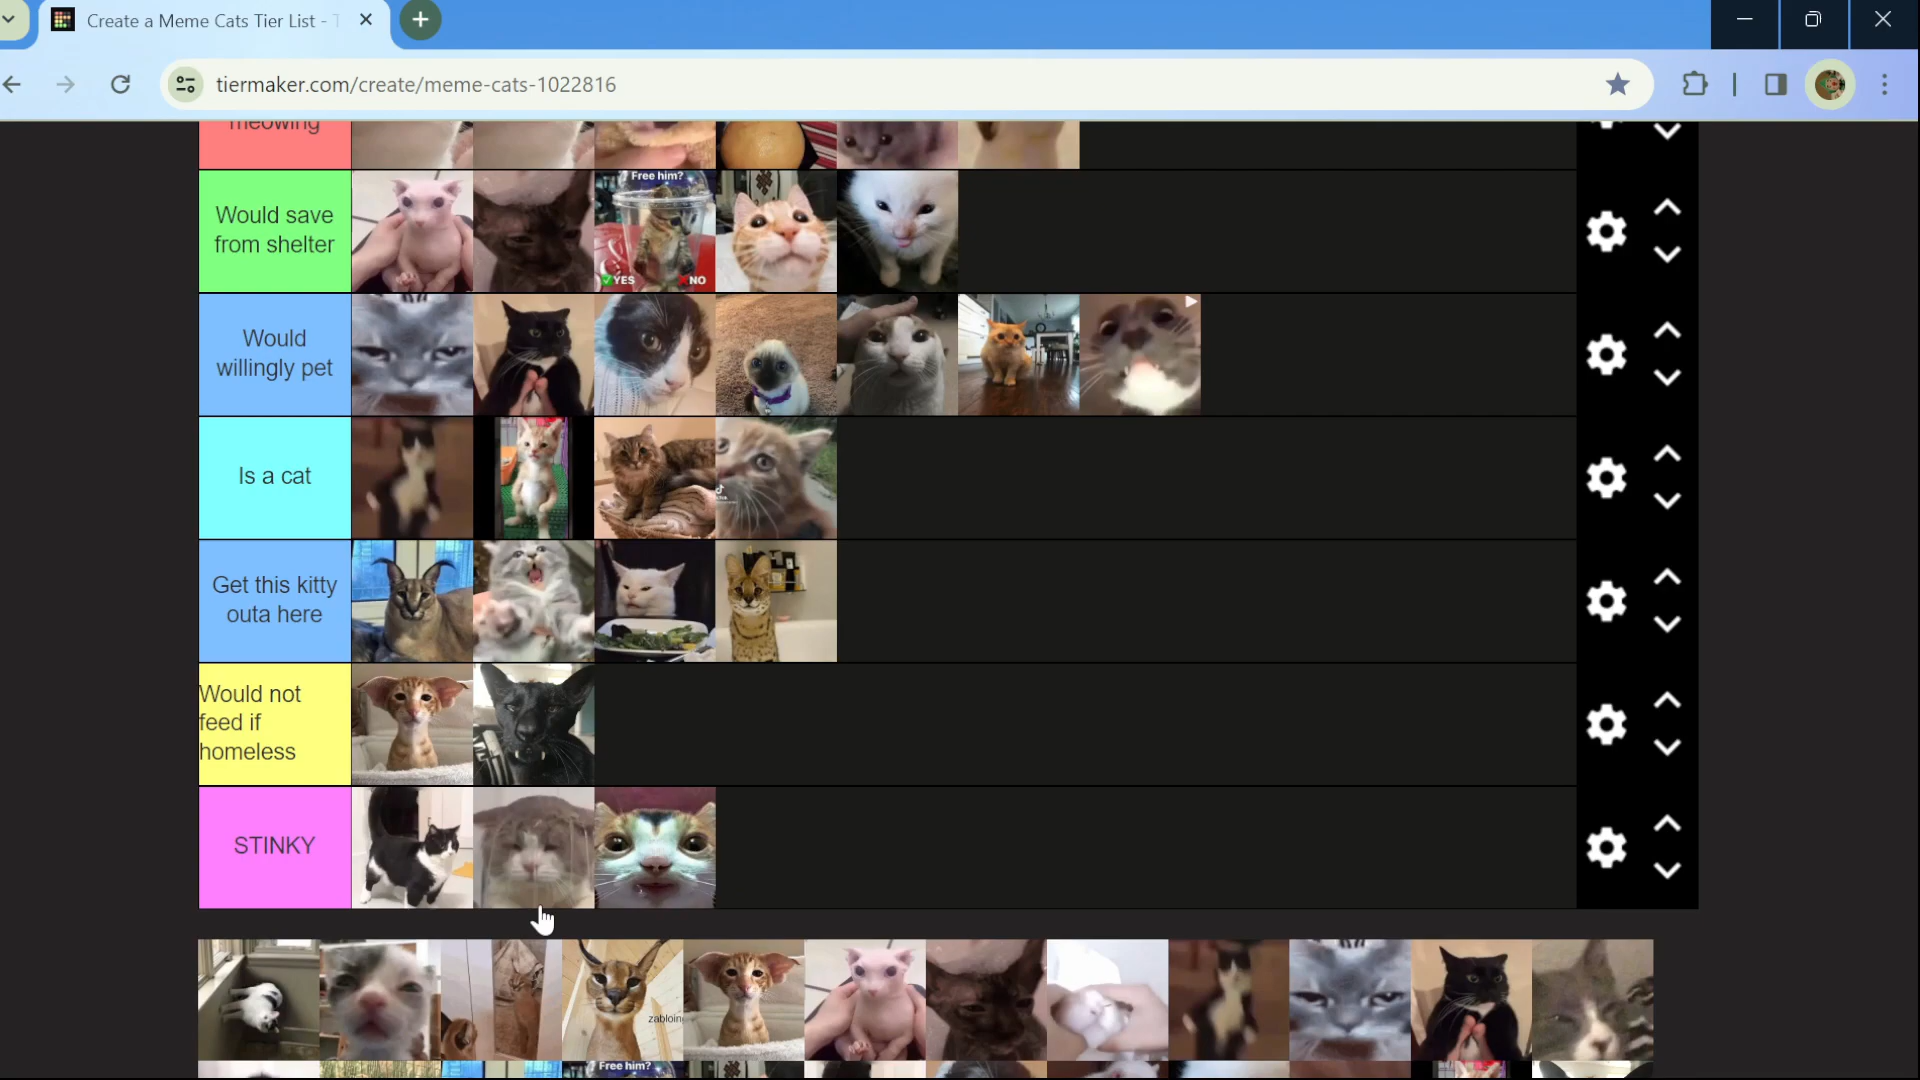 Create a Meme Cats Tier List -
tiermaker.com/create/meme-cats-1022816
meowing
Would save
from shelter
Free him?
YES
NO
Would
willingly pet
Is a cat
Get this kitty
outa here
Would not
feed if
homeless
STINKY
zabloin
Free him?